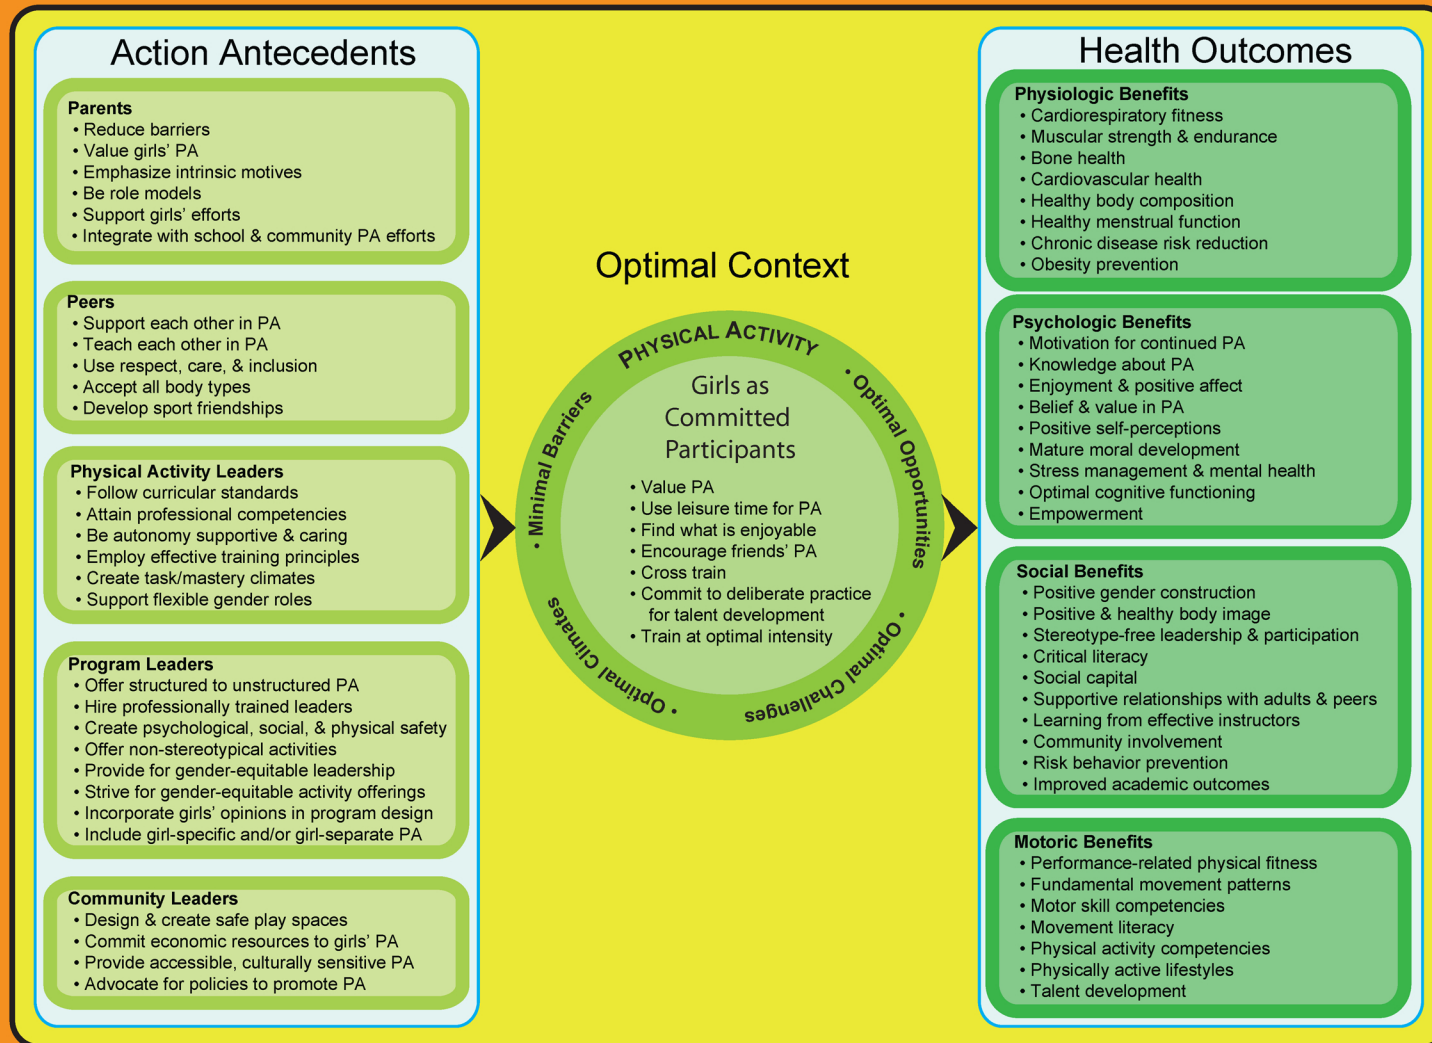 Action Antecedents
Parents
• Reduce barriers
• Value girls’ PA
• Emphasize intrinsic motives
• Be role models
• Support girls’ efforts
• Integrate with school & community PA efforts
Peers
• Support each other in PA
• Teach each other in PA
• Use respect, care, & inclusion
• Accept all body types
• Develop sport friendships
Physical Activity Leaders
• Follow curricular standards
• Attain professional competencies
• Be autonomy supportive & caring
• Employ effective training principles
• Create task/mastery climates
• Support flexible gender roles
Program Leaders
• Offer structured to unstructured PA
• Hire professionally trained leaders
• Create psychological, social, & physical safety
• Offer non-stereotypical activities
• Provide for gender-equitable leadership
• Strive for gender-equitable activity offerings
• Incorporate girls’ opinions in program design
• Include girl-specific and/or girl-separate PA
Community Leaders
• Design & create safe play spaces
• Commit economic resources to girls’ PA
• Provide accessible, culturally sensitive PA
• Advocate for policies to promote PA
Optimal Context
PHYSICAL ACTIVITY
• Optimal Opportunities
• Optimal Challenges
• Optimal Climates
• Minimal Barriers
Girls as
Committed
Participants
• Value PA
• Use leisure time for PA
• Find what is enjoyable
• Encourage friends’ PA
• Cross train
• Commit to deliberate practice
for talent development
• Train at optimal intensity
Health Outcomes
Physiologic Benefits
• Cardiorespiratory fitness
• Muscular strength & endurance
• Bone health
• Cardiovascular health
• Healthy body composition
• Healthy menstrual function
• Chronic disease risk reduction
• Obesity prevention
Psychologic Benefits
• Motivation for continued PA
• Knowledge about PA
• Enjoyment & positive affect
• Belief & value in PA
• Positive self-perceptions
• Mature moral development
• Stress management & mental health
• Optimal cognitive functioning
• Empowerment
Social Benefits
• Positive gender construction
• Positive & healthy body image
• Stereotype-free leadership & participation
• Critical literacy
• Social capital
• Supportive relationships with adults & peers
• Learning from effective instructors
• Community involvement
• Risk behavior prevention
• Improved academic outcomes
Motoric Benefits
• Performance-related physical fitness
• Fundamental movement patterns
• Motor skill competencies
• Movement literacy
• Physical activity competencies
• Physically active lifestyles
• Talent development